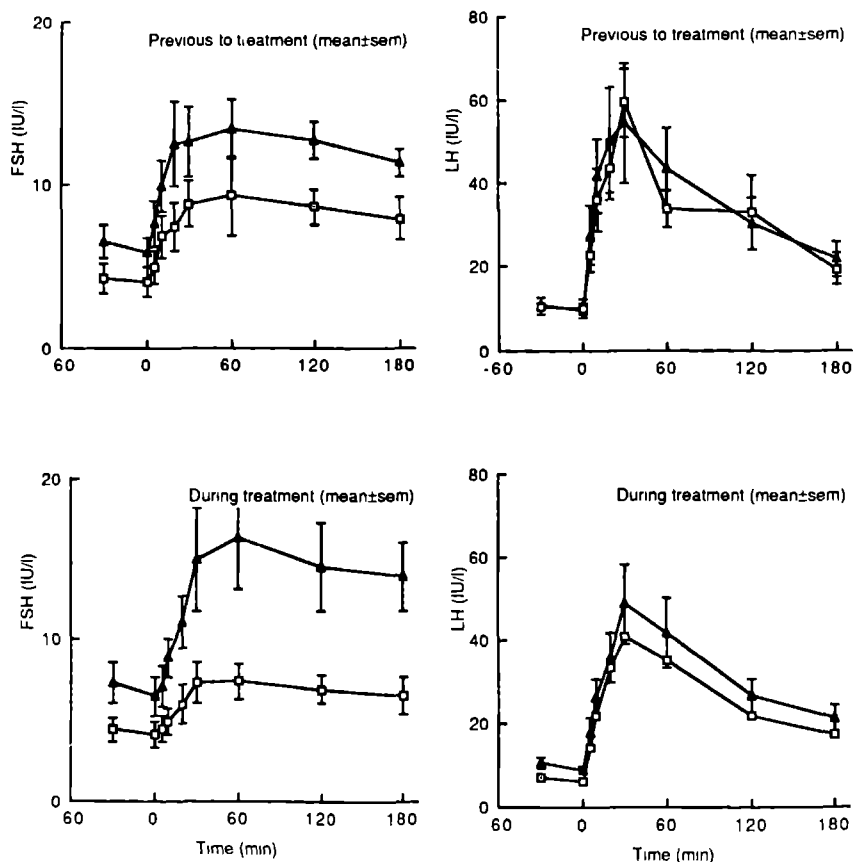 20
Previous to treatment (mean±sem)
FSH (IU/l)
10
0
60 0 60 120 180
80
Previous to treatment (mean±sem)
60
LH (IU/l)
40
20
0
-60 0 60 120 180
20
During treatment (mean±sem)
FSH (IU/l)
10
0
60 0 60 120 180
Time (min)
80
During treatment (mean±sem)
60
LH (IU/l)
40
20
0
60 0 60 120 180
Time (min)